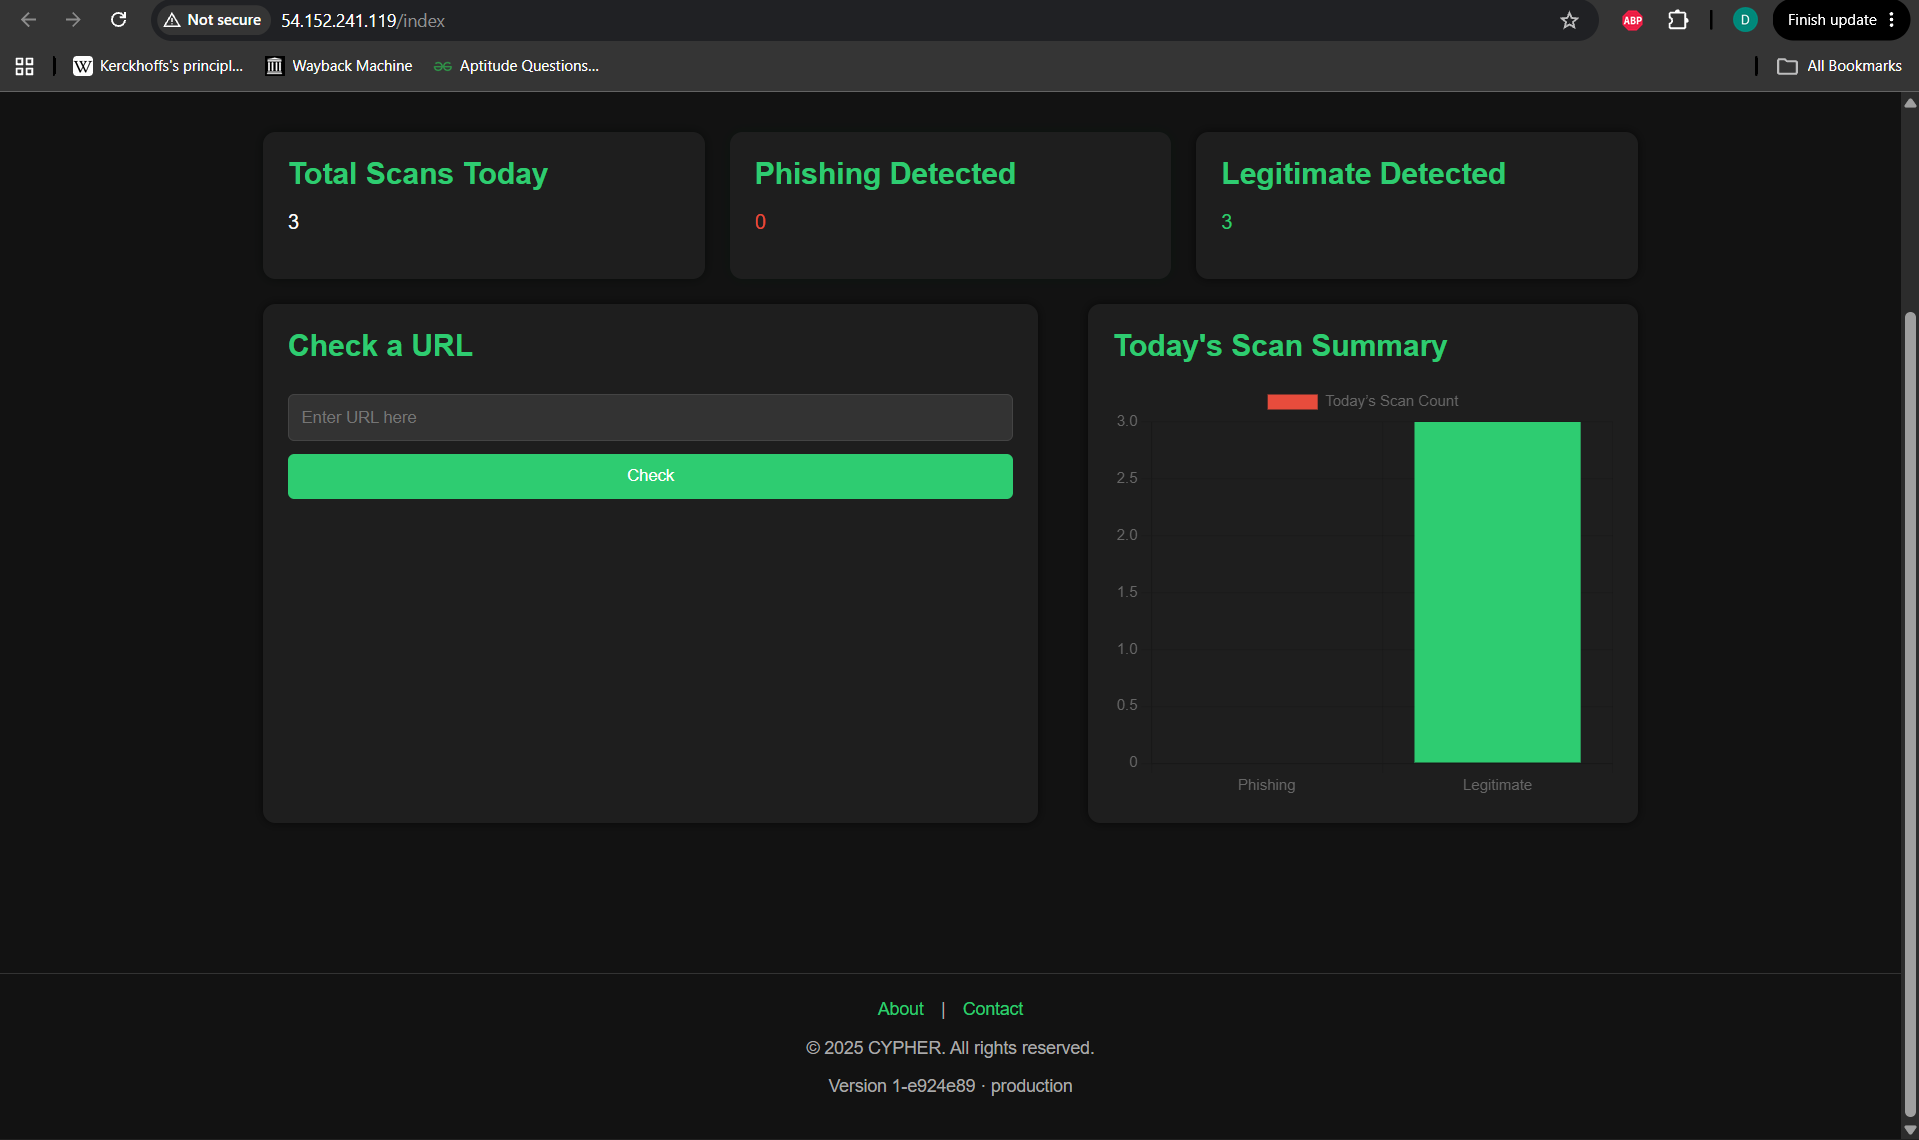 Not secure 54.152.241.119/index
ABP
D
Finish update
W Kerckhoffs's principl...
Wayback Machine
Aptitude Questions...
All Bookmarks
Total Scans Today
3
Phishing Detected
0
Legitimate Detected
3
Check a URL
Enter URL here
Check
Today's Scan Summary
Today's Scan Count
3.0
2.5
2.0
1.5
1.0
0.5
0
Phishing
Legitimate
About | Contact
© 2025 CYPHER. All rights reserved.
Version 1-e924e89 · production